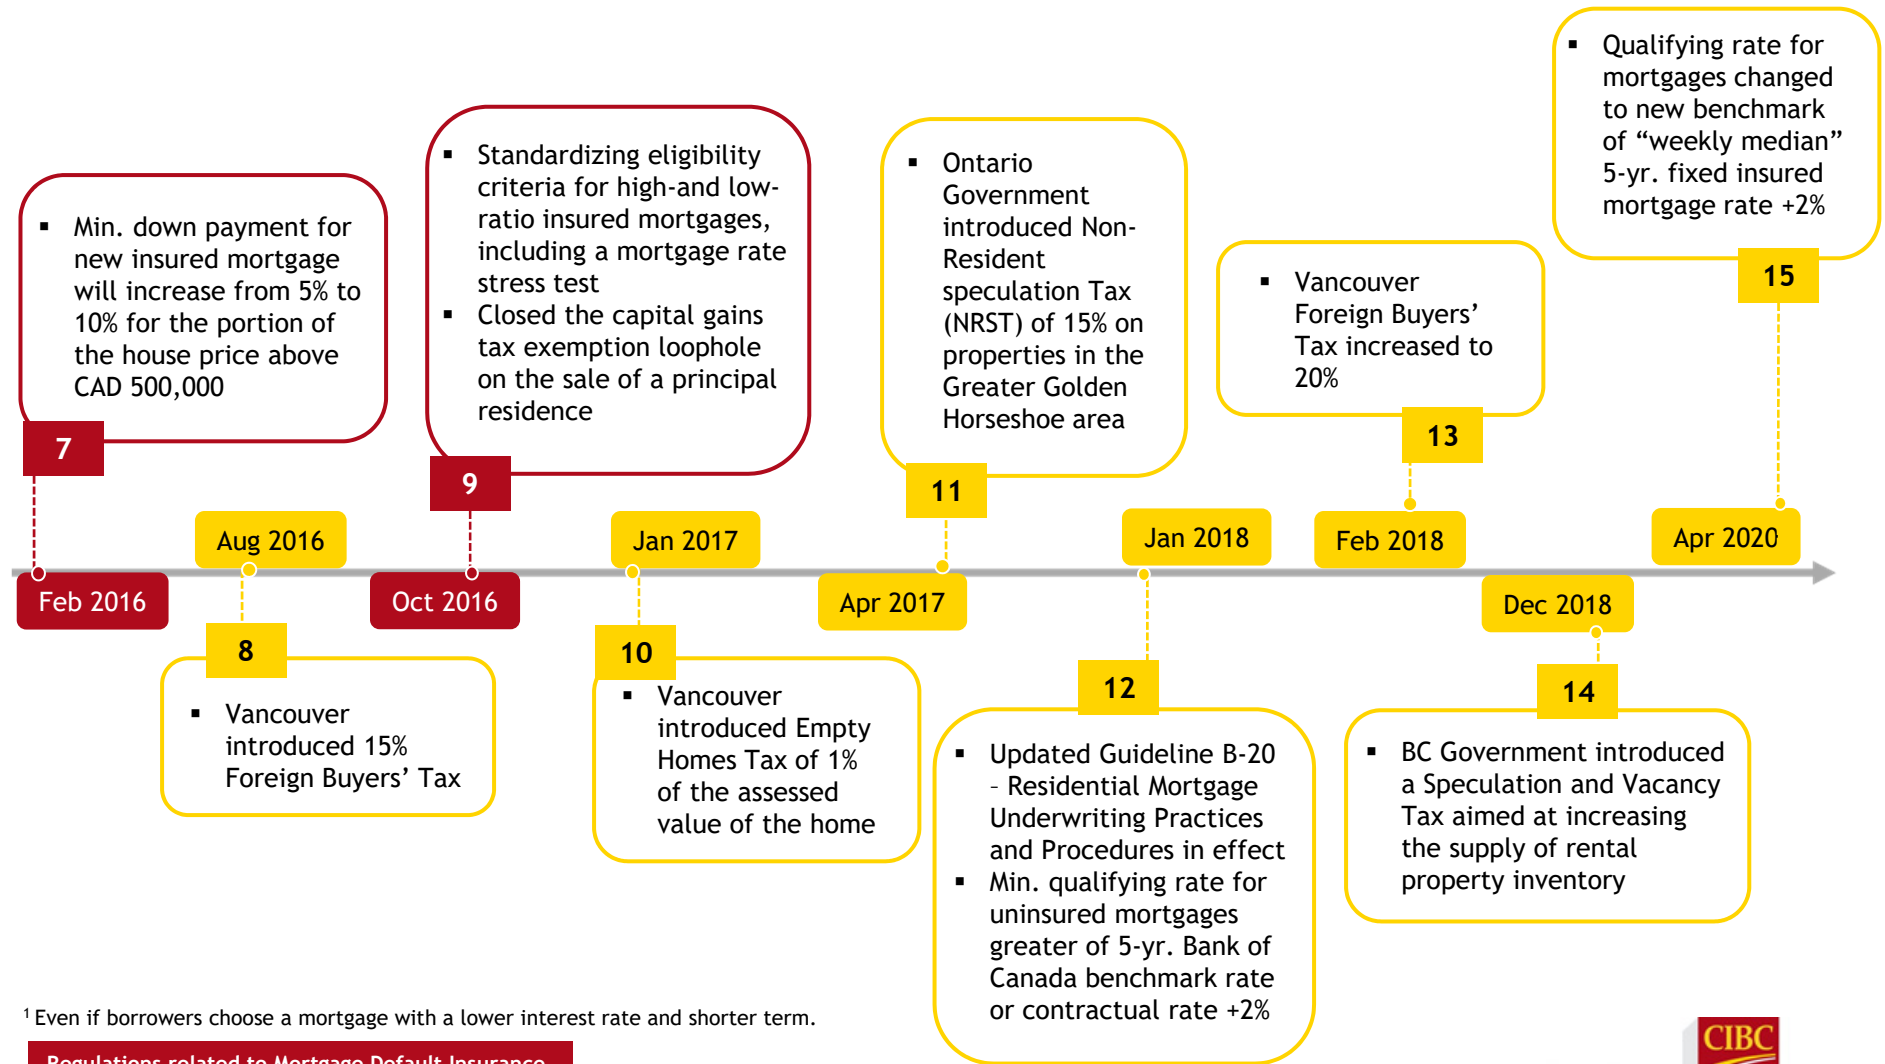 ▪ Min. down payment for
new insured mortgage
will increase from 5% to
10% for the portion of
the house price above
CAD 500,000
7
Feb 2016
Aug 2016
8
▪ Vancouver
introduced 15%
Foreign Buyers’ Tax
▪ Standardizing eligibility
criteria for high-and low-
ratio insured mortgages,
including a mortgage rate
stress test
▪ Closed the capital gains
tax exemption loophole
on the sale of a principal
residence
9
Oct 2016
Jan 2017
10
▪ Vancouver
introduced Empty
Homes Tax of 1%
of the assessed
value of the home
▪ Ontario
Government
introduced Non-
Resident
speculation Tax
(NRST) of 15% on
properties in the
Greater Golden
Horseshoe area
11
Apr 2017
Jan 2018
12
▪ Updated Guideline B-20
– Residential Mortgage
Underwriting Practices
and Procedures in effect
▪ Min. qualifying rate for
uninsured mortgages
greater of 5-yr. Bank of
Canada benchmark rate
or contractual rate +2%
▪ Vancouver
Foreign Buyers’
Tax increased to
20%
13
Feb 2018
Dec 2018
14
▪ BC Government introduced
a Speculation and Vacancy
Tax aimed at increasing
the supply of rental
property inventory
▪ Qualifying rate for
mortgages changed
to new benchmark
of “weekly median”
5-yr. fixed insured
mortgage rate +2%
15
Apr 2020
¹ Even if borrowers choose a mortgage with a lower interest rate and shorter term.
Regulations related to Mortgage Default Insurance
CIBC